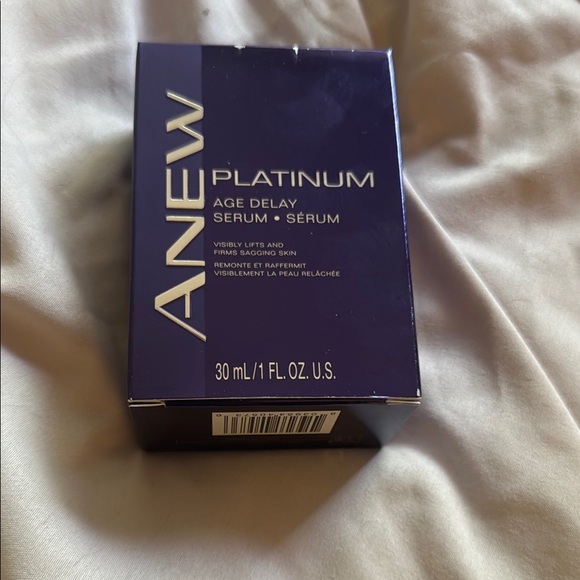 ANEW
PLATINUM
AGE DELAY
SERUM • SÉRUM
VISIBLY LIFTS AND
FIRMS SAGGING SKIN
REMONTE ET RAFFERMIT
VISIBLEMENT LA PEAU RELÂCHÉE
30 mL/1 FL. OZ. U.S.